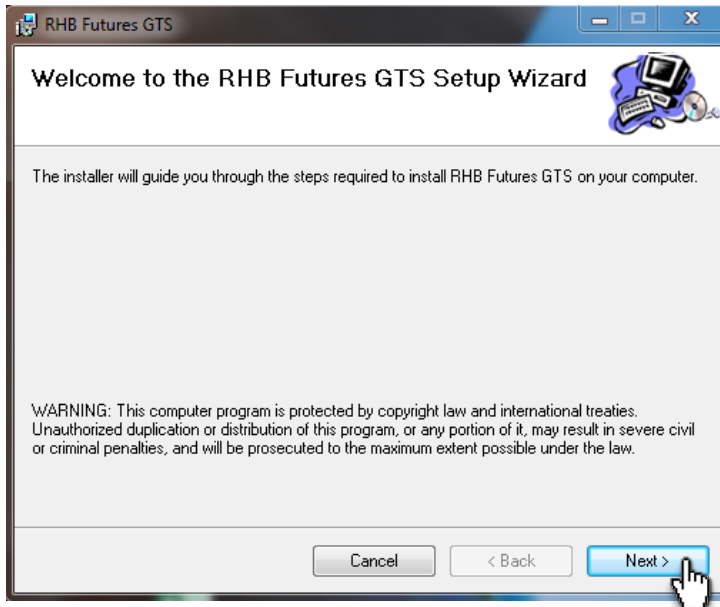 RHB Futures GTS
Welcome to the RHB Futures GTS Setup Wizard
The installer will guide you through the steps required to install RHB Futures GTS on your computer.
WARNING: This computer program is protected by copyright law and international treaties.
Unauthorized duplication or distribution of this program, or any portion of it, may result in severe civil
or criminal penalties, and will be prosecuted to the maximum extent possible under the law.
Cancel
< Back
Next >